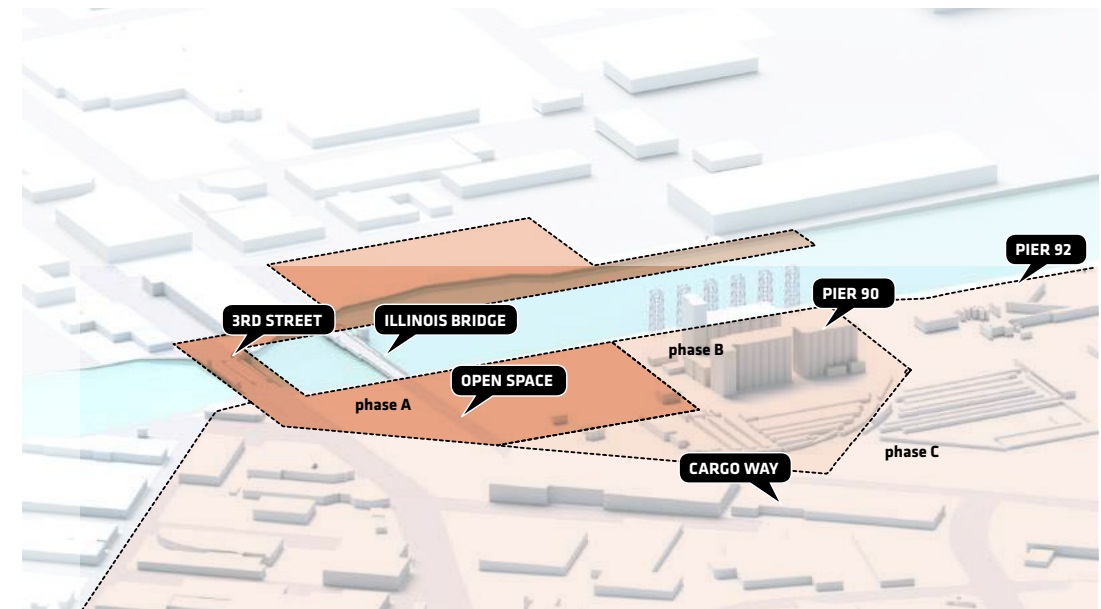 PIER 92
PIER 90
3RD STREET
ILLINOIS BRIDGE
phase B
OPEN SPACE
phase A
phase C
CARGO WAY